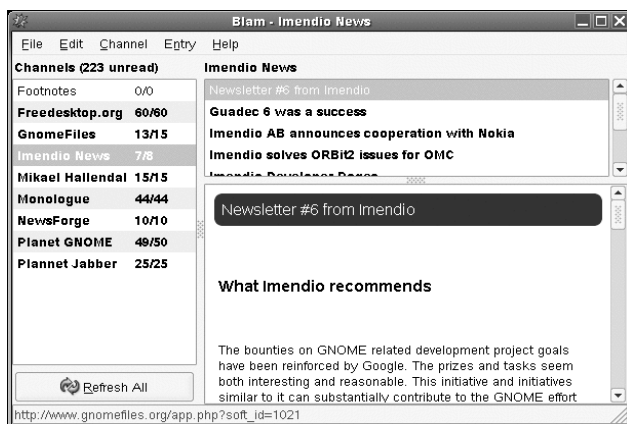 Blam - Imendio News
File Edit Channel Entry Help
Channels (223 unread)
Footnotes 0/0
Freedesktop.org 60/60
GnomeFiles 13/15
Imendio News 7/8
Mikael Hallendal 15/15
Monologue 44/44
NewsForge 10/10
Planet GNOME 49/50
Plannet Jabber 25/25
Refresh All
Imendio News
Newsletter #6 from Imendio
Guadec 6 was a success
Imendio AB announces cooperation with Nokia
Imendio solves ORBit2 issues for OMC
Imendio Developer Pages
Newsletter #6 from Imendio
What Imendio recommends
The bounties on GNOME related development project goals
have been reinforced by Google. The prizes and tasks seem
both interesting and reasonable. This initiative and initiatives
similar to it can substantially contribute to the GNOME effort
http://www.gnomefiles.org/app.php?soft_id=1021